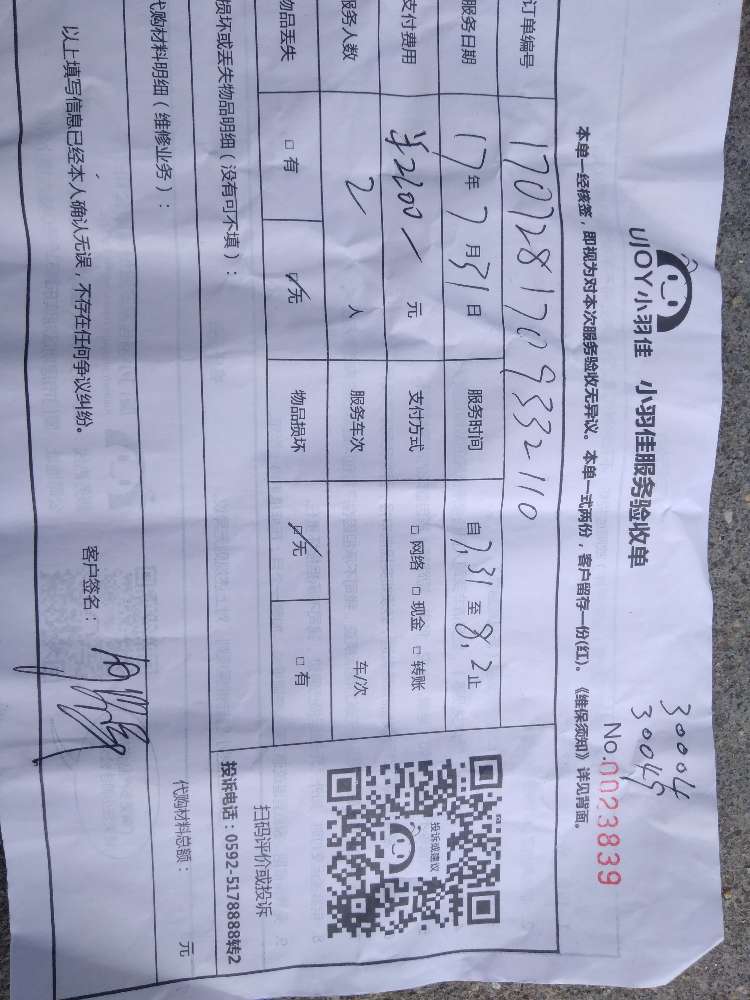 30004
30049
UJOY小羽佳 小羽佳服务验收单
No.0023839
本单一经核签，即视为对本次服务验收无异议。本单一式两份，客户留存一份(红)。《维保须知》详见背面。
订单编号 1707281709332110
服务日期 17年7月31日 服务时间 自7.31至8.2止
支付费用 ¥2200元 支付方式 □网络 □现金 □转账
服务人数 2人 服务车次 车/次
物品丢失 □有 ☑无 物品损坏 ☑无 □有
损坏或丢失物品明细（没有可不填）：
投诉或建议
扫码评价或投诉
投诉电话：0592-5178888转2
代购材料明细（维修业务）：
代购材料总额： 元
以上填写信息已经本人确认无误，不存在任何争议纠纷。 客户签名：